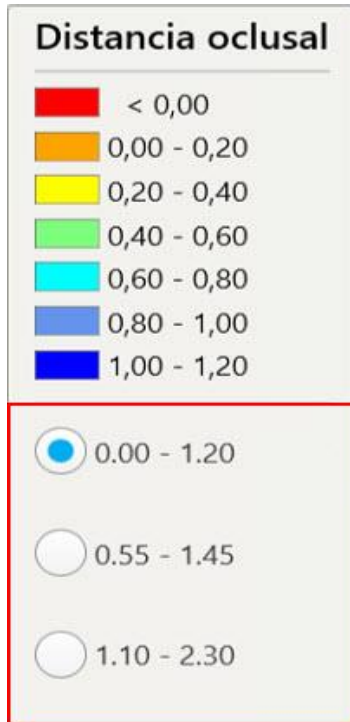 Distancia oclusal
< 0,00
0,00 - 0,20
0,20 - 0,40
0,40 - 0,60
0,60 - 0,80
0,80 - 1,00
1,00 - 1,20
0.00 - 1.20
0.55 - 1.45
1.10 - 2.30